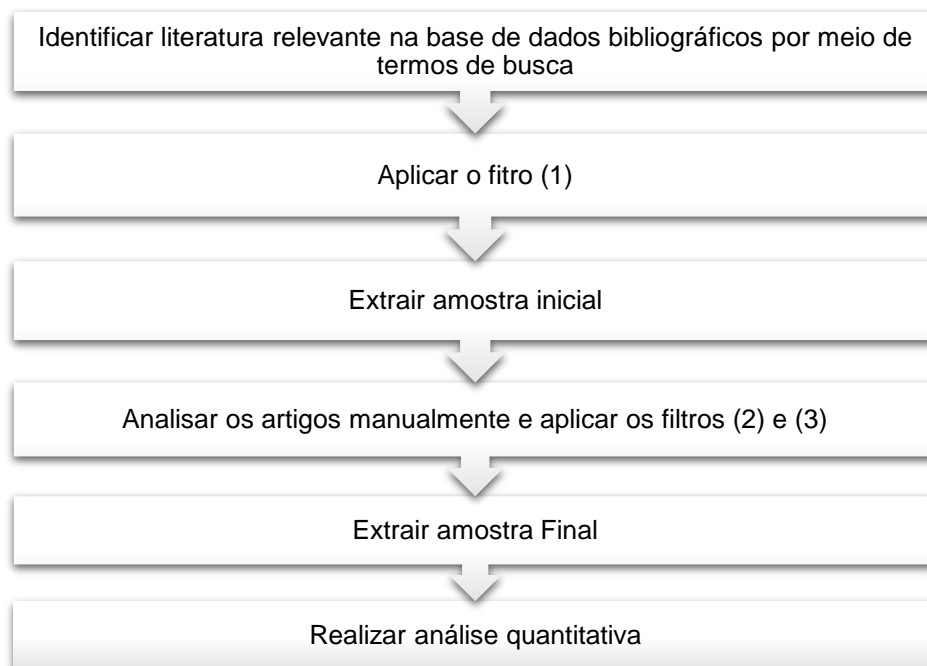 Identificar literatura relevante na base de dados bibliográficos por meio de
termos de busca
Aplicar o fitro (1)
Extrair amostra inicial
Analisar os artigos manualmente e aplicar os filtros (2) e (3)
Extrair amostra Final
Realizar análise quantitativa